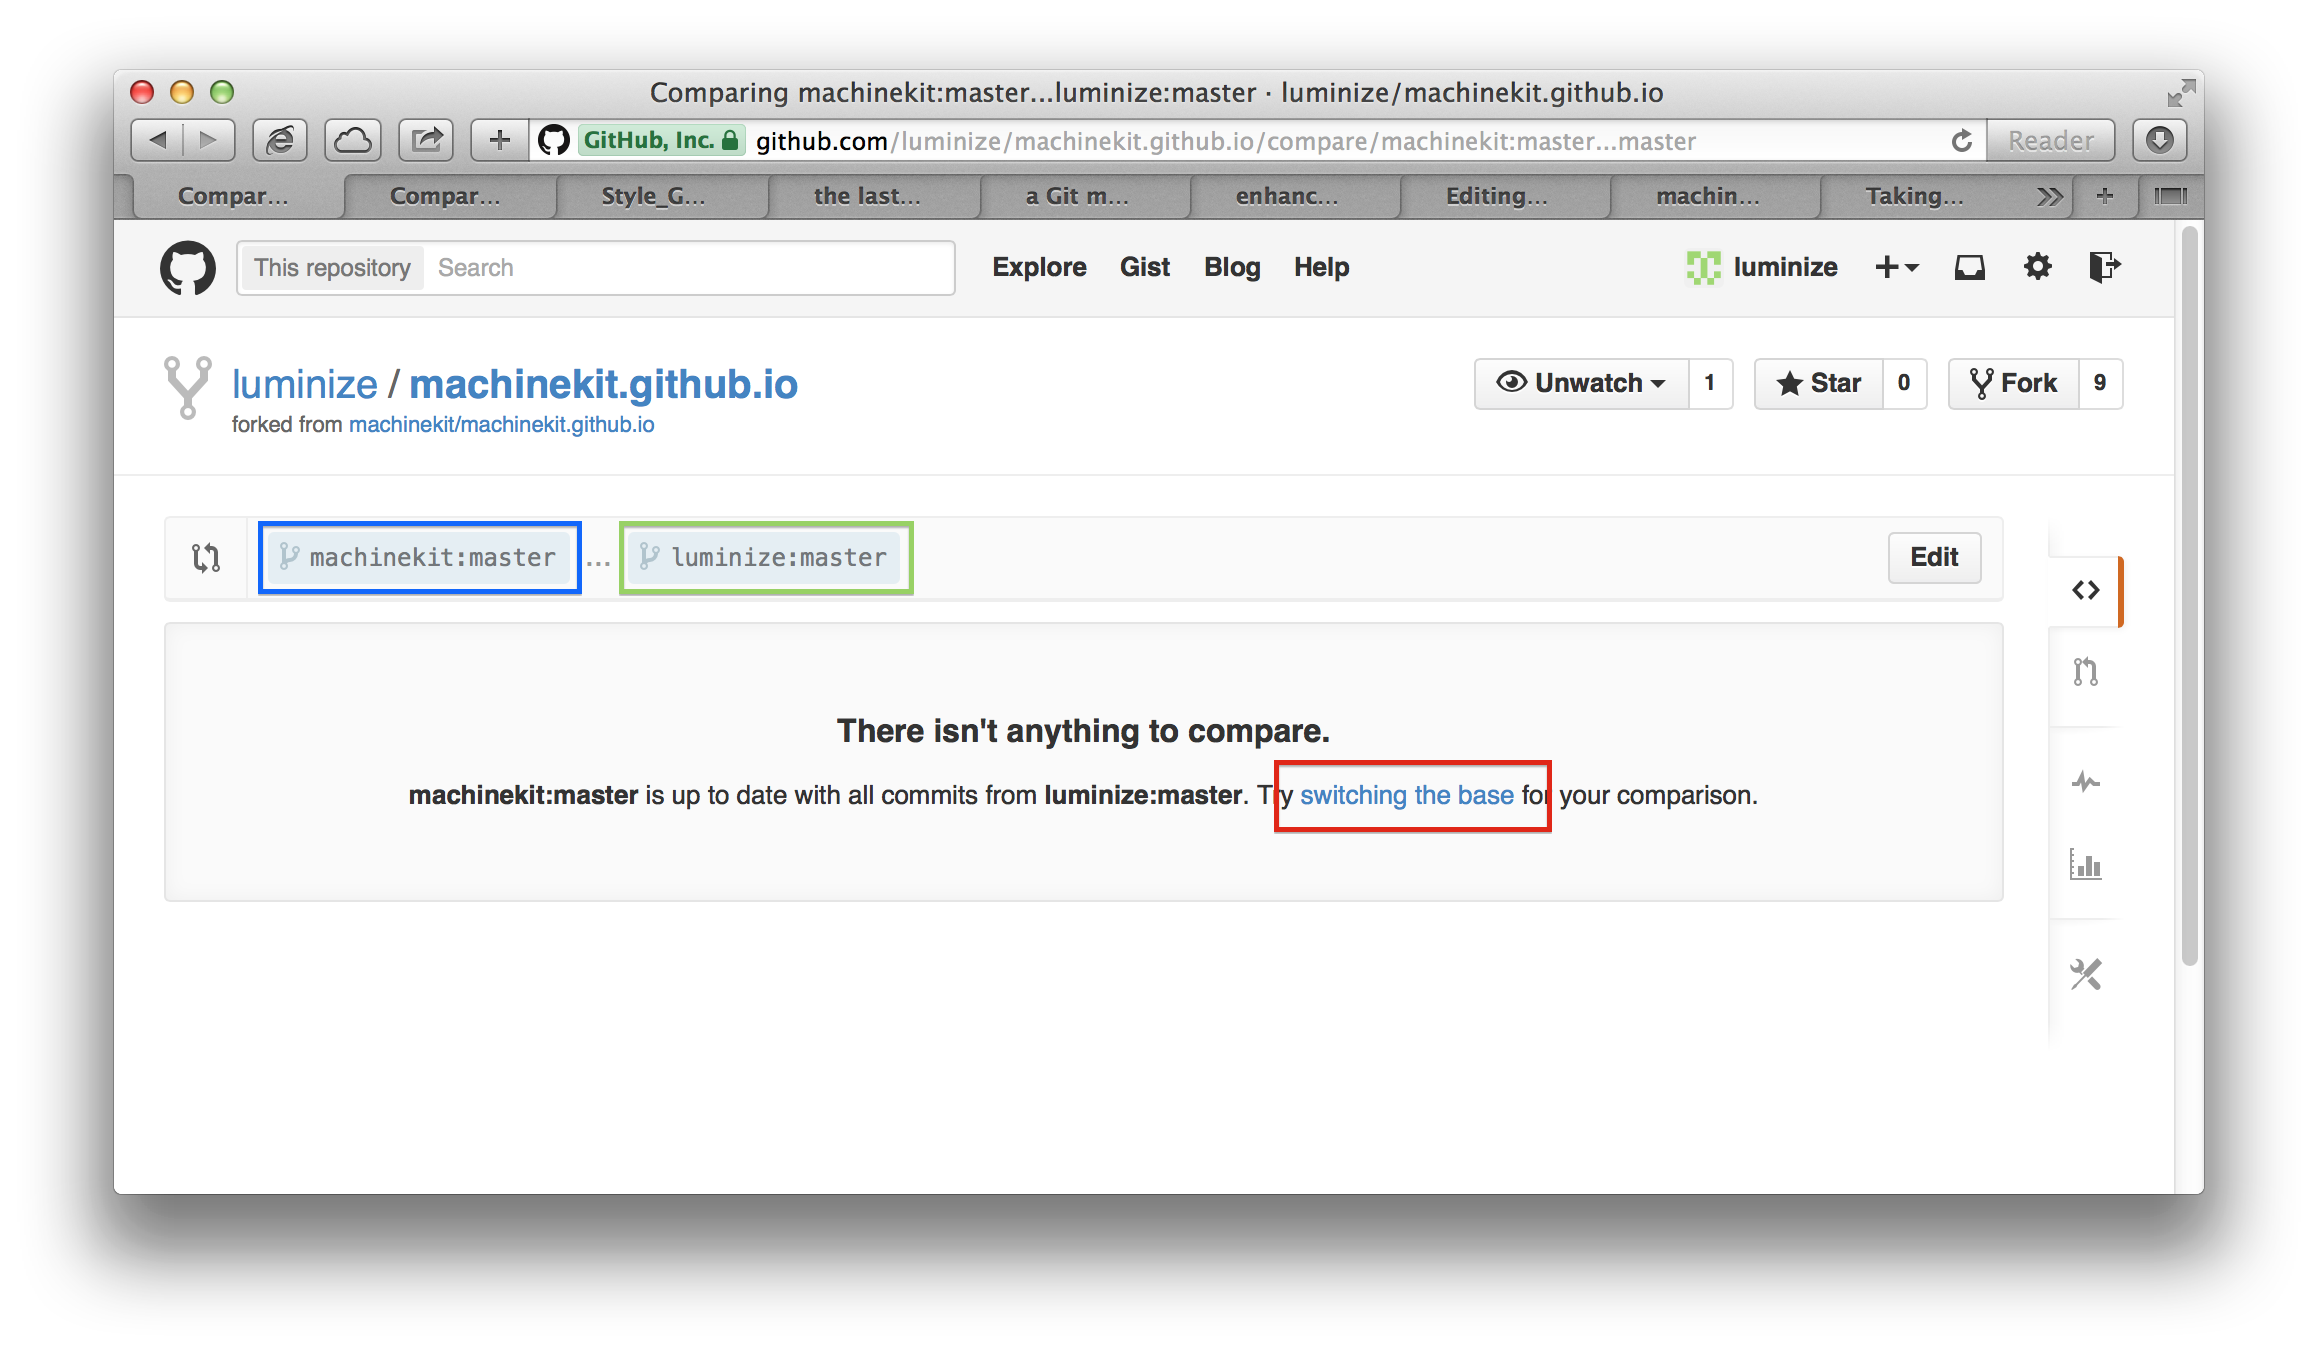 Comparing machinekit:master...luminize:master · luminize/machinekit.github.io
GitHub, Inc. github.com/luminize/machinekit.github.io/compare/machinekit:master...master Reader
Compar... Compar... Style_G... the last... a Git m... enhanc... Editing... machin... Taking...
This repository Search Explore Gist Blog Help luminize
luminize / machinekit.github.io Unwatch 1 Star 0 Fork 9
forked from machinekit/machinekit.github.io
machinekit:master ... luminize:master Edit
There isn't anything to compare.
machinekit:master is up to date with all commits from luminize:master. Try switching the base for your comparison.